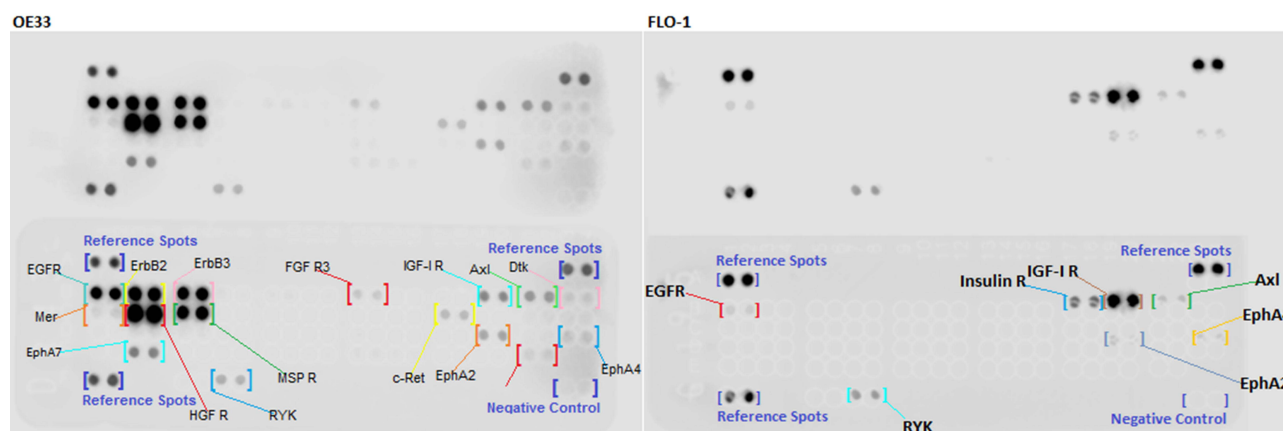 OE33
FLO-1
Reference Spots
Reference Spots
EGFR
ErbB2
ErbB3
FGF R3
IGF-I R
Axl
Dtk
Mer
EphA7
MSP R
c-Ret
EphA2
EphA4
Reference Spots
HGF R
RYK
Negative Control
Reference Spots
Reference Spots
EGFR
Insulin R
IGF-I R
Axl
EphA4
EphA2
Reference Spots
RYK
Negative Control